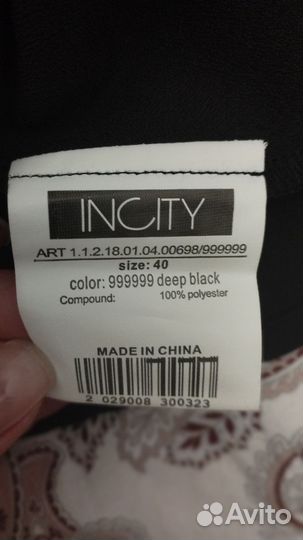 INCITY
ART 1.1.2.18.01.04.00698/999999
size: 40
color: 999999 deep black
Compound: 100% polyester
MADE IN CHINA
2 029008 300323
Avito